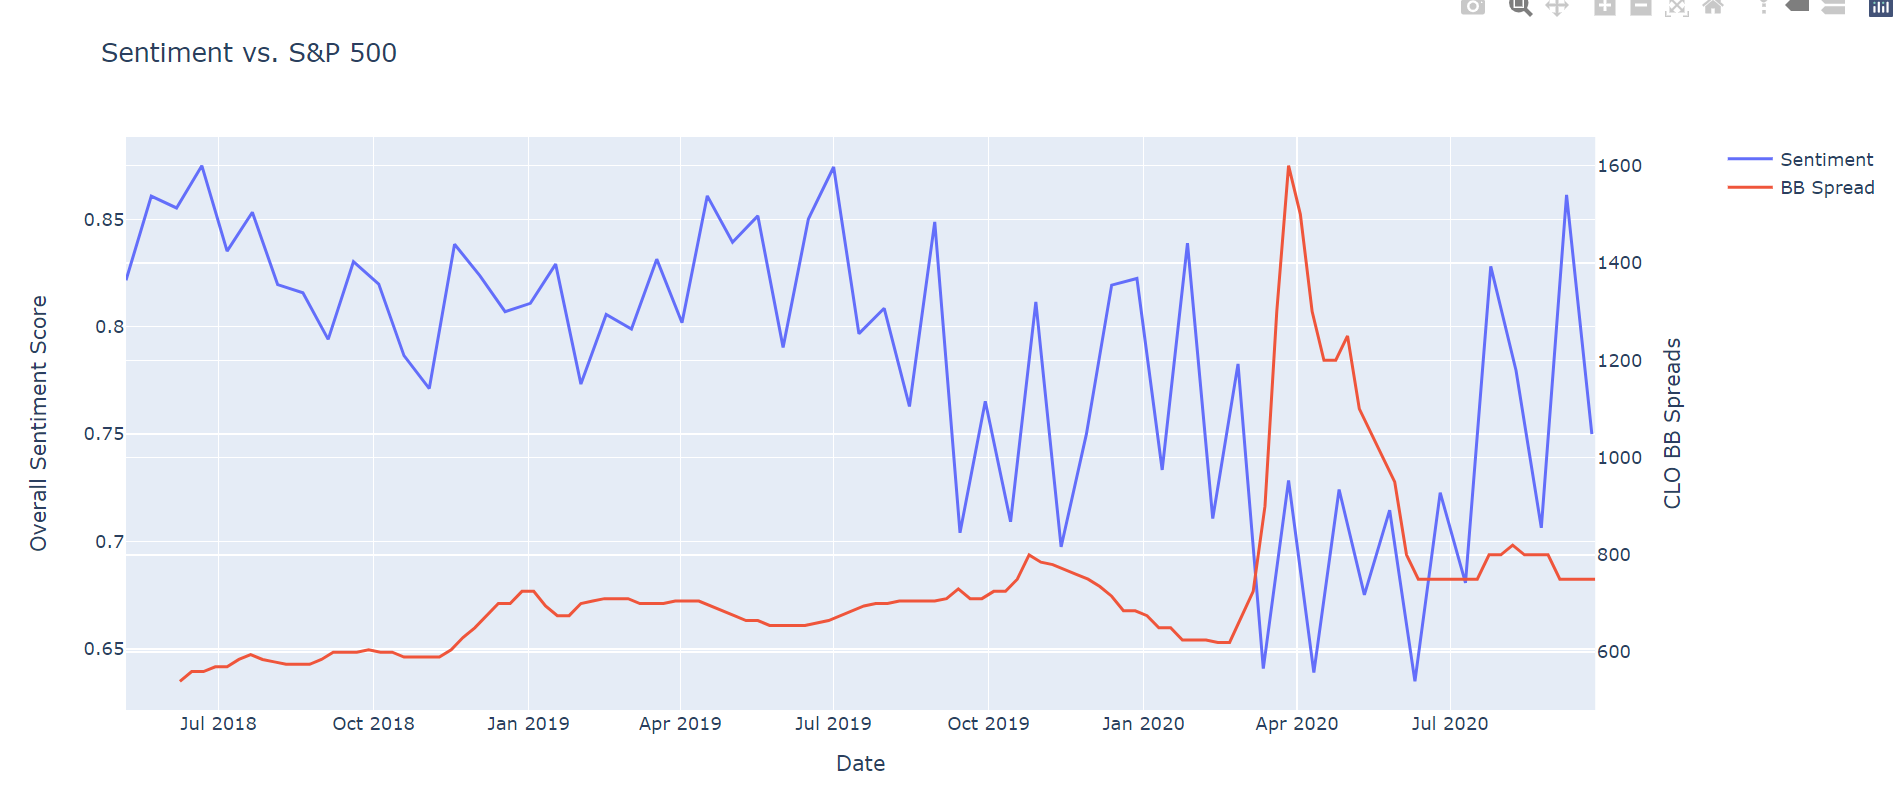 Sentiment vs. S&P 500
Sentiment
BB Spread
0.85
0.8
0.75
0.7
0.65
Overall Sentiment Score
1600
1400
1200
1000
800
600
CLO BB Spreads
Jul 2018
Oct 2018
Jan 2019
Apr 2019
Jul 2019
Oct 2019
Jan 2020
Apr 2020
Jul 2020
Date